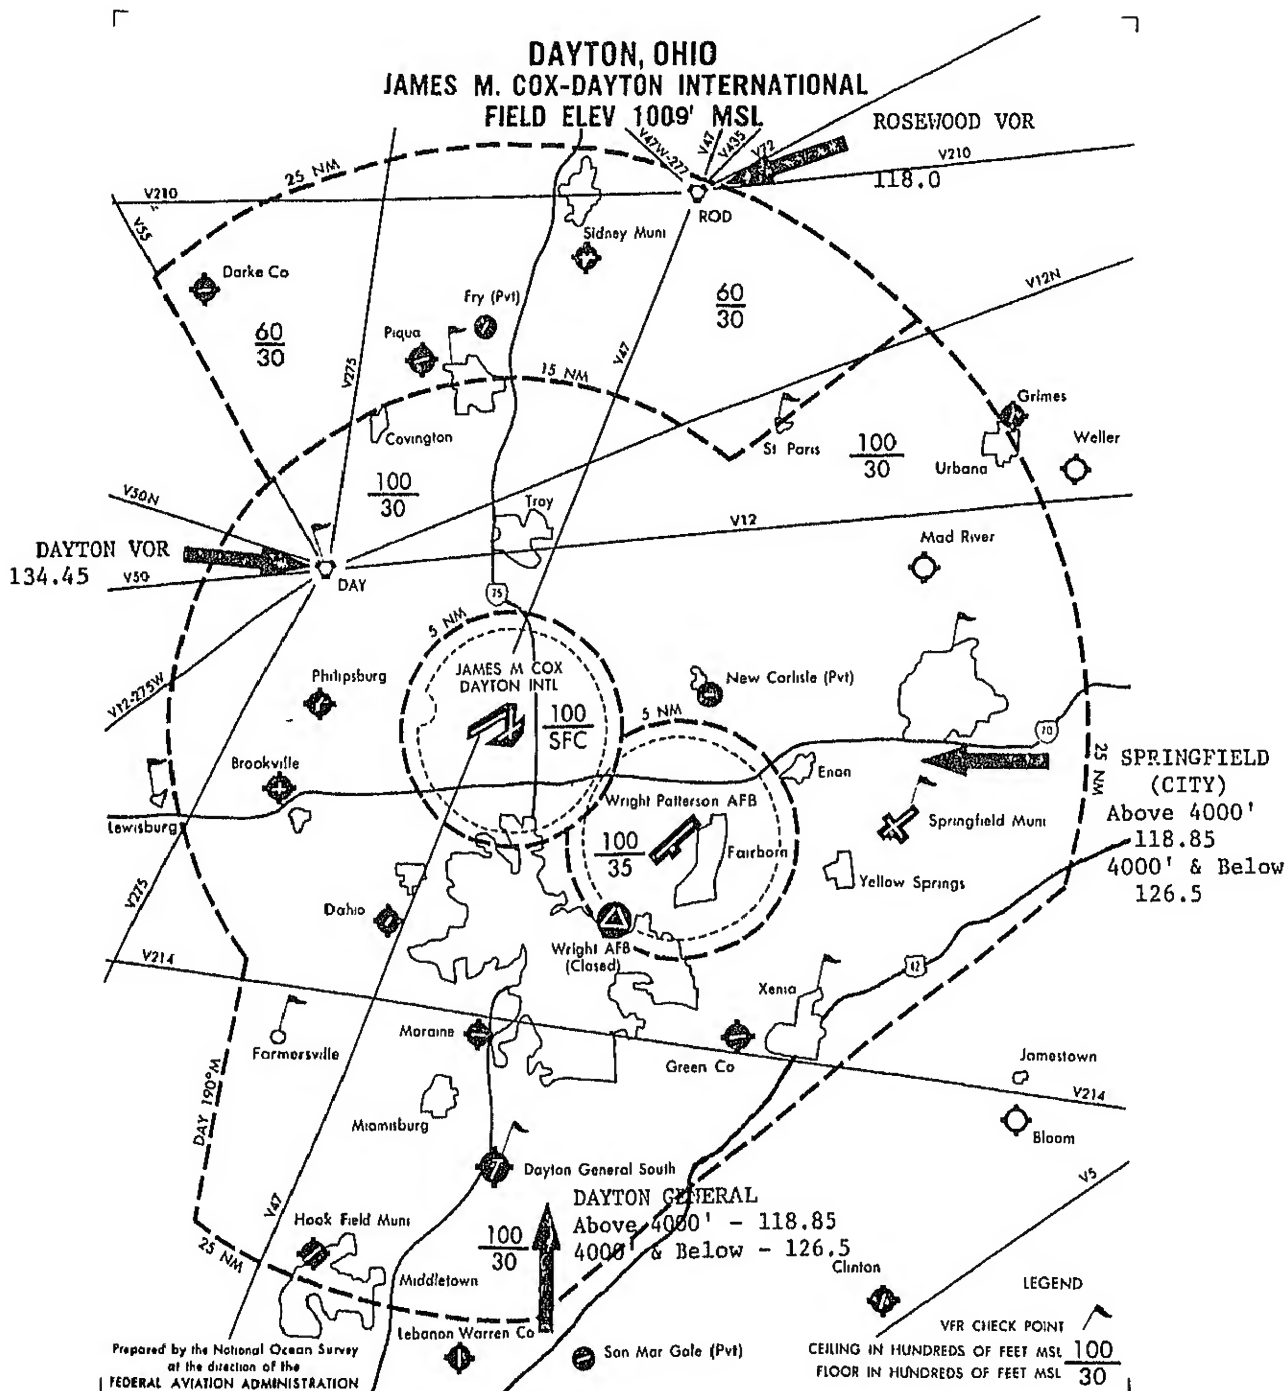 DAYTON, OHIO
JAMES M. COX-DAYTON INTERNATIONAL
FIELD ELEV 1009' MSL
ROSEWOOD VOR
118.0
25 NM
V47W-277
V47
V435
V72
V210
V210
ROD
V55
Sidney Muni
Darke Co
V12N
60
30
Fry (Pvt)
60
30
Piqua
V275
V47
15 NM
Grimes
Covington
St Paris
100
30
Urbana
Weller
100
30
V50N
Troy
V12
Mad River
DAYTON VOR
134.45
V50
DAY
75
5 NM
JAMES M COX
DAYTON INTL
100
SFC
Philipsburg
New Carlisle (Pvt)
V12-275W
5 NM
70
Brookville
Enon
25 NM
SPRINGFIELD
(CITY)
Above 4000'
118.85
4000' & Below
126.5
Wright Patterson AFB
Lewisburg
Springfield Muni
100
35
Fairborn
Yellow Springs
V275
Dahio
Wright AFB
(Closed)
V214
42
Xenia
Moraine
Farmersville
Green Co
Jamestown
V214
DAY 190°M
Miamisburg
Bloom
Dayton General South
V5
DAYTON GENERAL
Above 4000' - 118.85
4000' & Below - 126.5
V47
Hook Field Muni
100
30
25 NM
Middletown
Clinton
LEGEND
VFR CHECK POINT
Lebanon Warren Co
San Mar Gale (Pvt)
CEILING IN HUNDREDS OF FEET MSL 100
FLOOR IN HUNDREDS OF FEET MSL 30
Prepared by the National Ocean Survey
at the direction of the
FEDERAL AVIATION ADMINISTRATION